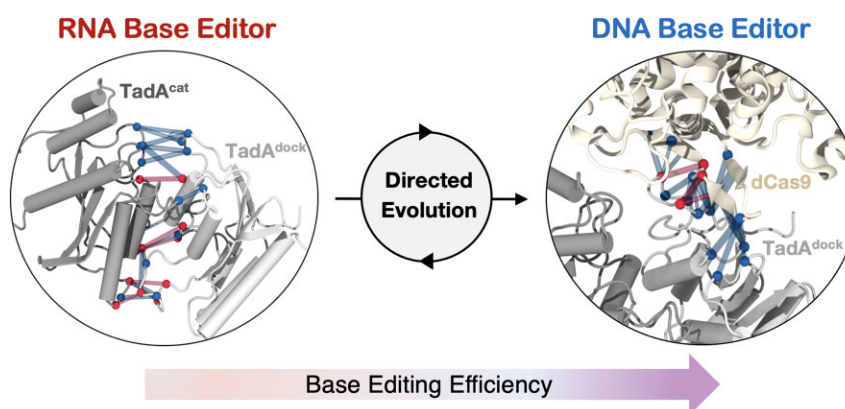 RNA Base Editor
DNA Base Editor
TadAᶜᵃᵗ
TadAᵈᵒᶜᵏ
Directed
Evolution
dCas9
TadAᵈᵒᶜᵏ
Base Editing Efficiency